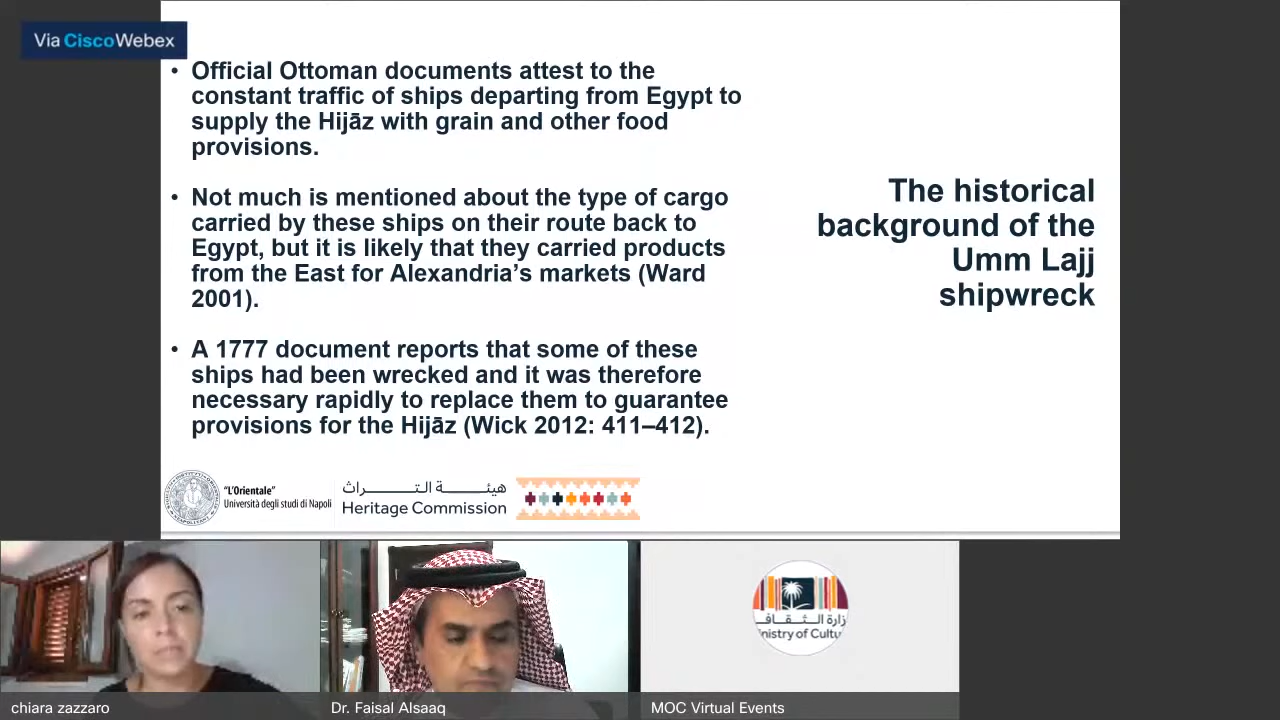 Via CiscoWebex
• Official Ottoman documents attest to the
constant traffic of ships departing from Egypt to
supply the Hijāz with grain and other food
provisions.
• Not much is mentioned about the type of cargo
carried by these ships on their route back to
Egypt, but it is likely that they carried products
from the East for Alexandria’s markets (Ward
2001).
• A 1777 document reports that some of these
ships had been wrecked and it was therefore
necessary rapidly to replace them to guarantee
provisions for the Hijāz (Wick 2012: 411–412).
The historical
background of the
Umm Lajj
shipwreck
"L'Orientale"
Università degli studi di Napoli
هيئـــــة التـــــــراث
Heritage Commission
زارة الـثـقـافـ
inistry of Cultu
chiara zazzaro
Dr. Faisal Alsaaq
MOC Virtual Events